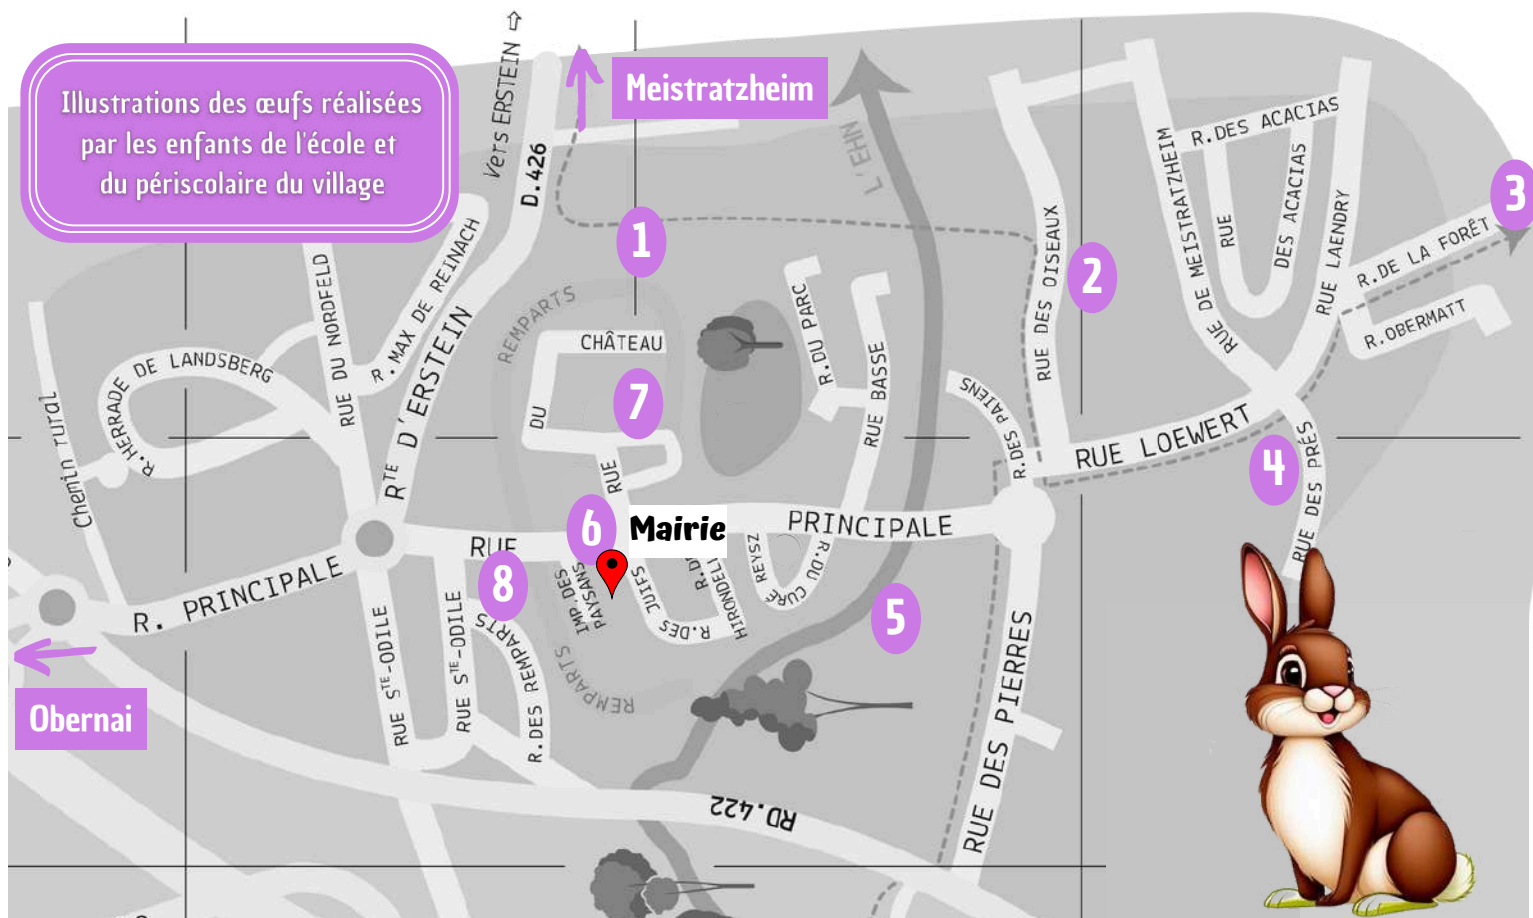 Illustrations des œufs réalisées
par les enfants de l'école et
du périscolaire du village
Vers ERSTEIN
Meistratzheim
D.426
L'EHN
R.DES ACACIAS
RUE
DES ACACIAS
RUE DE MEISTRATZHEIM
RUE
RUE LAENDRY
3
R.DE LA FORÊT
R.OBERMATT
1
2
RUE DES OISEAUX
RUE DU NORDFELD
R.MAX DE REINACH
RTE D'ERSTEIN
R.HERRADE DE LANDSBERG
Chemin rural
REMPARTS
CHÂTEAU
DU
RUE
7
R.DU PARC
RUE BASSE
R.DES PAIENS
RUE LOEWERT
4
RUE DES PRÉS
6
Mairie
RUE
PRINCIPALE
R. PRINCIPALE
8
IMP.DES
PAYSANS
R.DES
JUIFS
HIRONDEL
R.DU CURÉ REYSZ
5
RUE STE-ODILE
RUE STE-ODILE
R.DES REMPARTS
REMPARTS
RUE DES PIERRES
Obernai
RD.422